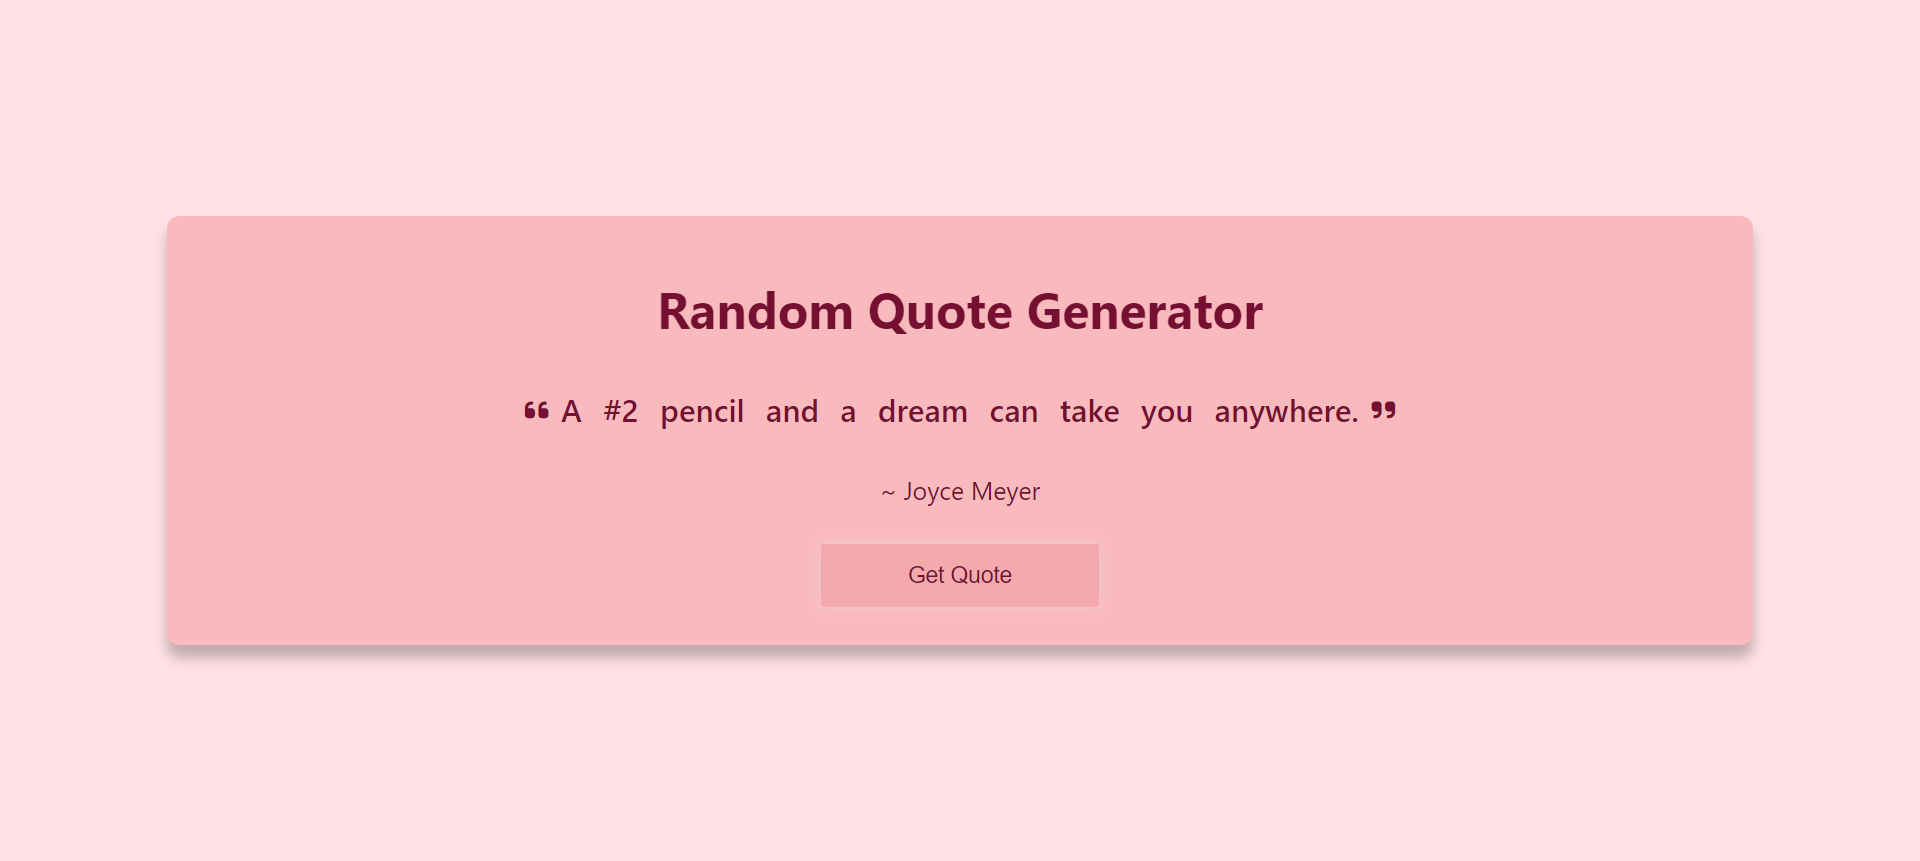 Random Quote Generator
❝ A #2 pencil and a dream can take you anywhere. ❞
~ Joyce Meyer
Get Quote